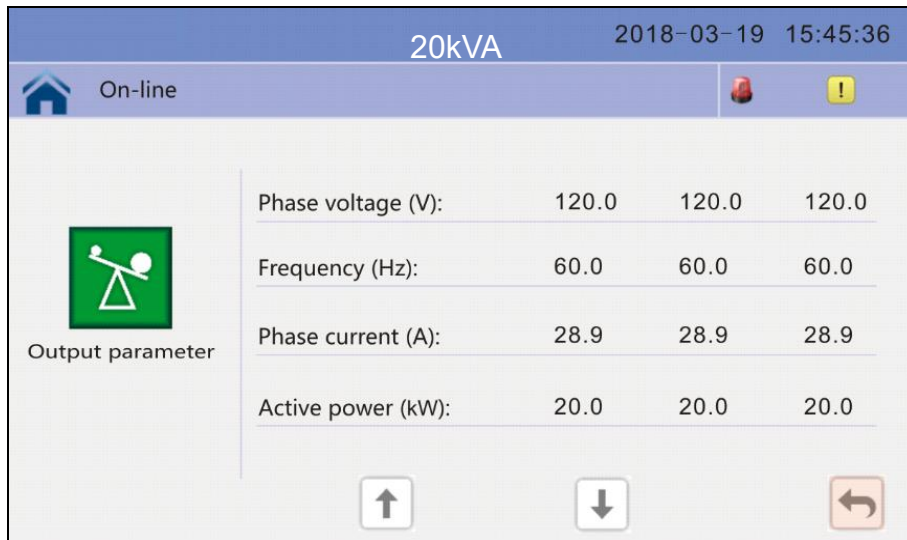 20kVA 2018-03-19 15:45:36
On-line !
Phase voltage (V): 120.0 120.0 120.0
Frequency (Hz): 60.0 60.0 60.0
Phase current (A): 28.9 28.9 28.9
Output parameter
Active power (kW): 20.0 20.0 20.0